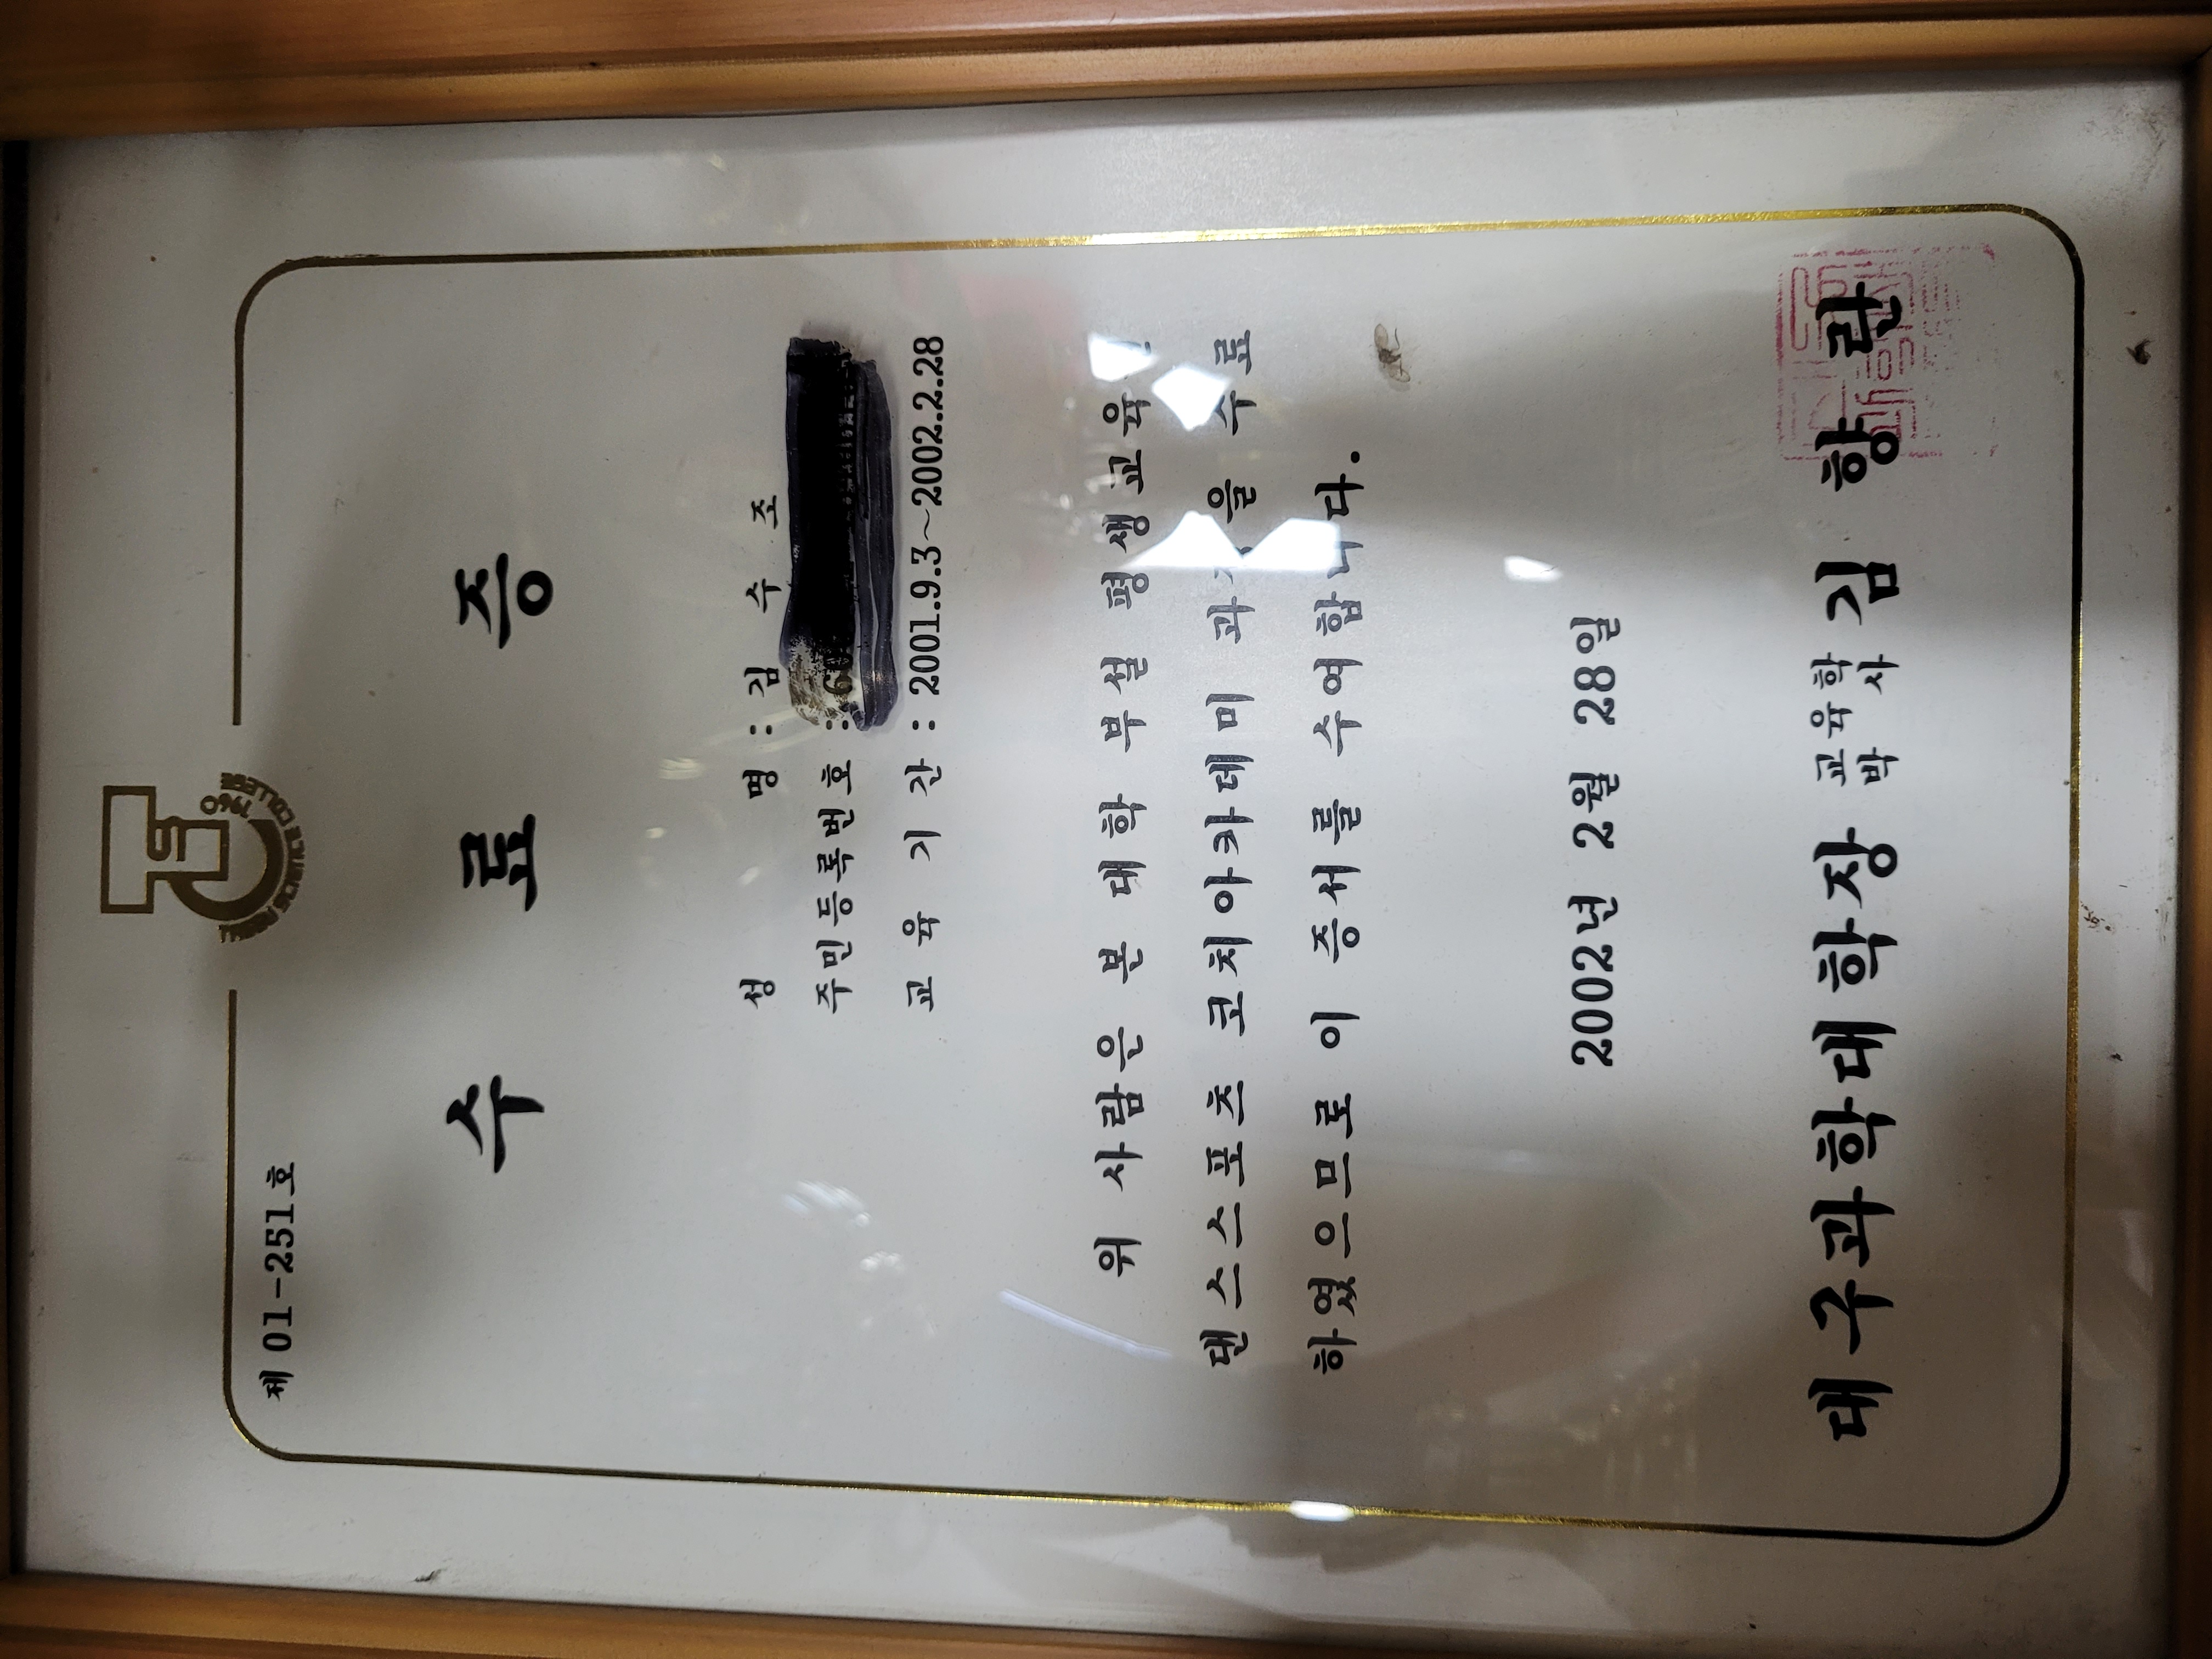 제 01-251호
1960
수 료 증
성 명 : 김 수 조
주민등록번호 :
교 육 기 간 : 2001.9.3~2002.2.28
위 사람은 본 대학 부설 평생교육
댄스스포츠 코치아카데미 을 수료
하였으므로 이 증서를 수여합니다.
2002년 2월 28일
대구과학대학장 교육학 박사 김 향 란